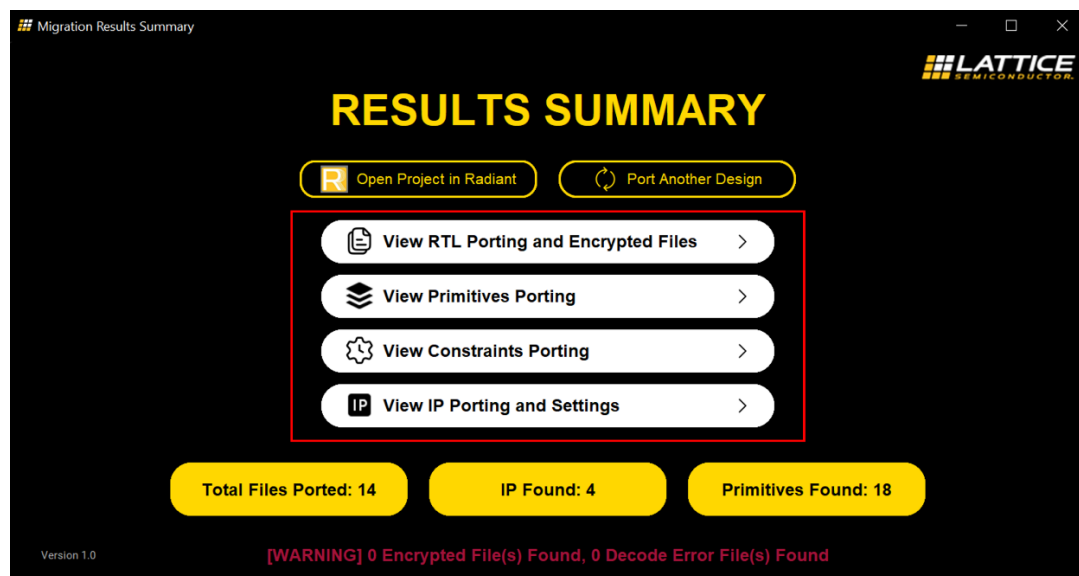 Migration Results Summary
LATTICE
SEMICONDUCTOR.
RESULTS SUMMARY
R Open Project in Radiant
Port Another Design
View RTL Porting and Encrypted Files
View Primitives Porting
View Constraints Porting
IP View IP Porting and Settings
Total Files Ported: 14
IP Found: 4
Primitives Found: 18
Version 1.0
[WARNING] 0 Encrypted File(s) Found, 0 Decode Error File(s) Found